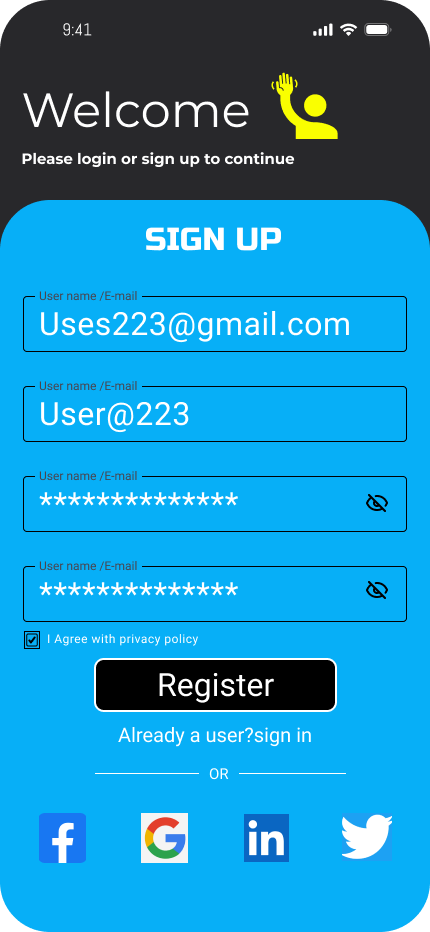 9:41
Welcome
Please login or sign up to continue
SIGN UP
User name /E-mail
Uses223@gmail.com
User name /E-mail
User@223
User name /E-mail
**************
User name /E-mail
**************
I Agree with privacy policy
Register
Already a user?sign in
OR
f G in